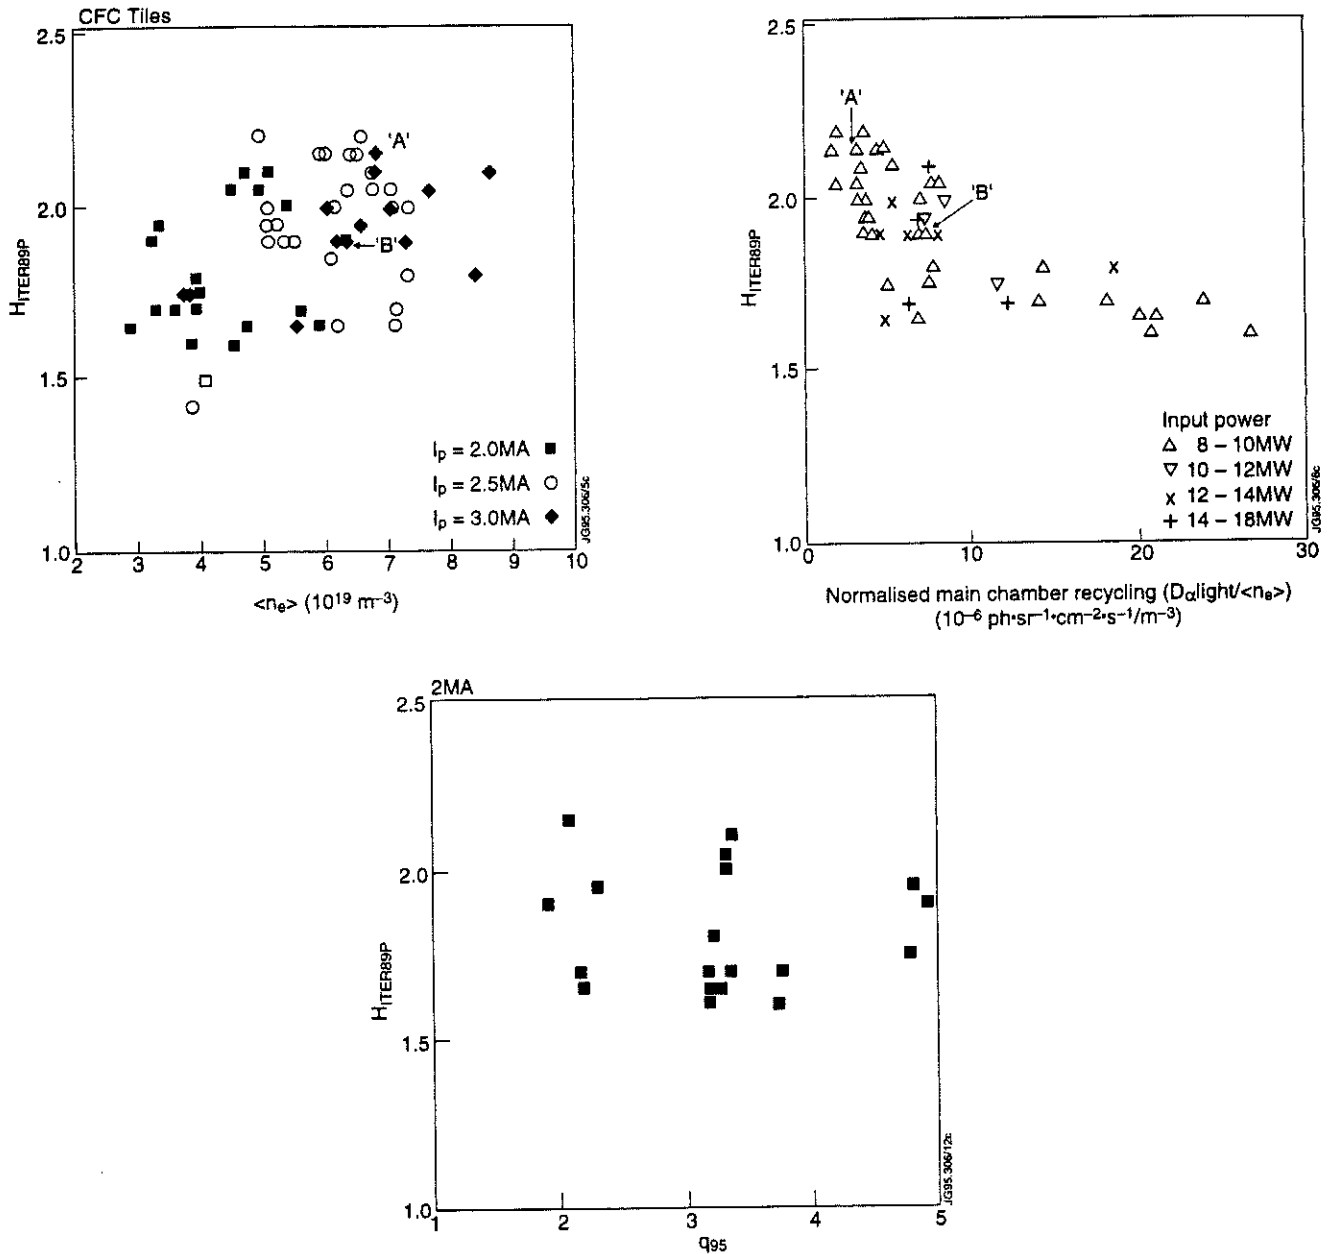 CFC Tiles
2.5
2.0
1.5
1.0
H_ITER89P
'A'
'B'
I_p = 2.0MA
I_p = 2.5MA
I_p = 3.0MA
2 3 4 5 6 7 8 9 10
<n_e> (10^19 m^-3)
JG95.306/5c
2.5
2.0
1.5
1.0
H_ITER89P
'A'
'B'
Input power
8 – 10MW
10 – 12MW
12 – 14MW
14 – 18MW
0 10 20 30
Normalised main chamber recycling (D_αlight/<n_e>)
(10^–6 ph•sr^–1•cm^–2•s^–1/m^–3)
JG95.306/8c
2MA
2.5
2.0
1.5
1.0
H_ITER89P
1 2 3 4 5
q_95
JG95.306/12c